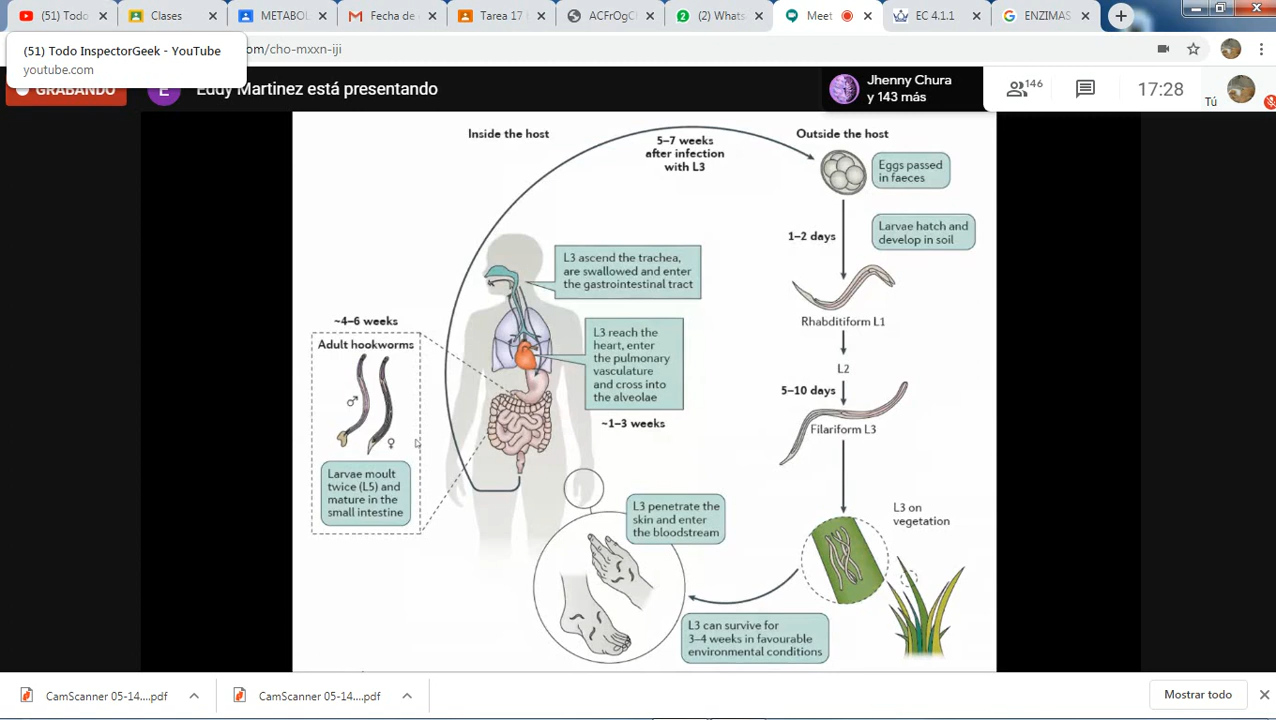 (51) Todo
Clases
METABOL
Fecha de
Tarea 17
ACFrOgC
(2) Whats
Meet
EC 4.1.1
ENZIMAS
(51) Todo InspectorGeek - YouTube
youtube.com
om/cho-mxxn-iji
GRABANDO
E
Eddy Martinez está presentando
Jhenny Chura
y 143 más
146
17:28
Tú
Inside the host
Outside the host
5-7 weeks
after infection
with L3
Eggs passed
in faeces
1-2 days
Larvae hatch and
develop in soil
L3 ascend the trachea,
are swallowed and enter
the gastrointestinal tract
Rhabditiform L1
~4-6 weeks
Adult hookworms
L3 reach the
heart, enter
the pulmonary
vasculature
and cross into
the alveolae
L2
5-10 days
~1-3 weeks
Filariform L3
♂
♀
Larvae moult
twice (L5) and
mature in the
small intestine
L3 penetrate the
skin and enter
the bloodstream
L3 on
vegetation
L3 can survive for
3-4 weeks in favourable
environmental conditions
CamScanner 05-14....pdf
CamScanner 05-14....pdf
Mostrar todo